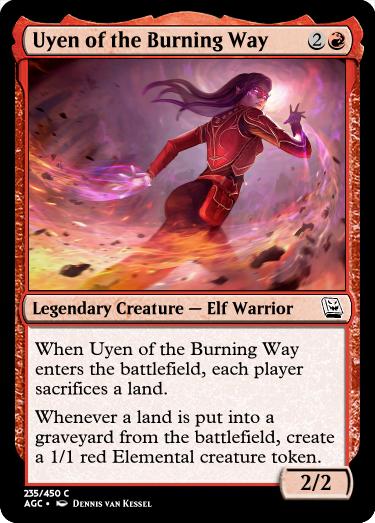 Uyen of the Burning Way 2
Legendary Creature — Elf Warrior
When Uyen of the Burning Way
enters the battlefield, each player
sacrifices a land.
Whenever a land is put into a
graveyard from the battlefield, create
a 1/1 red Elemental creature token.
2/2
235/450 C
AGC • Dennis van Kessel